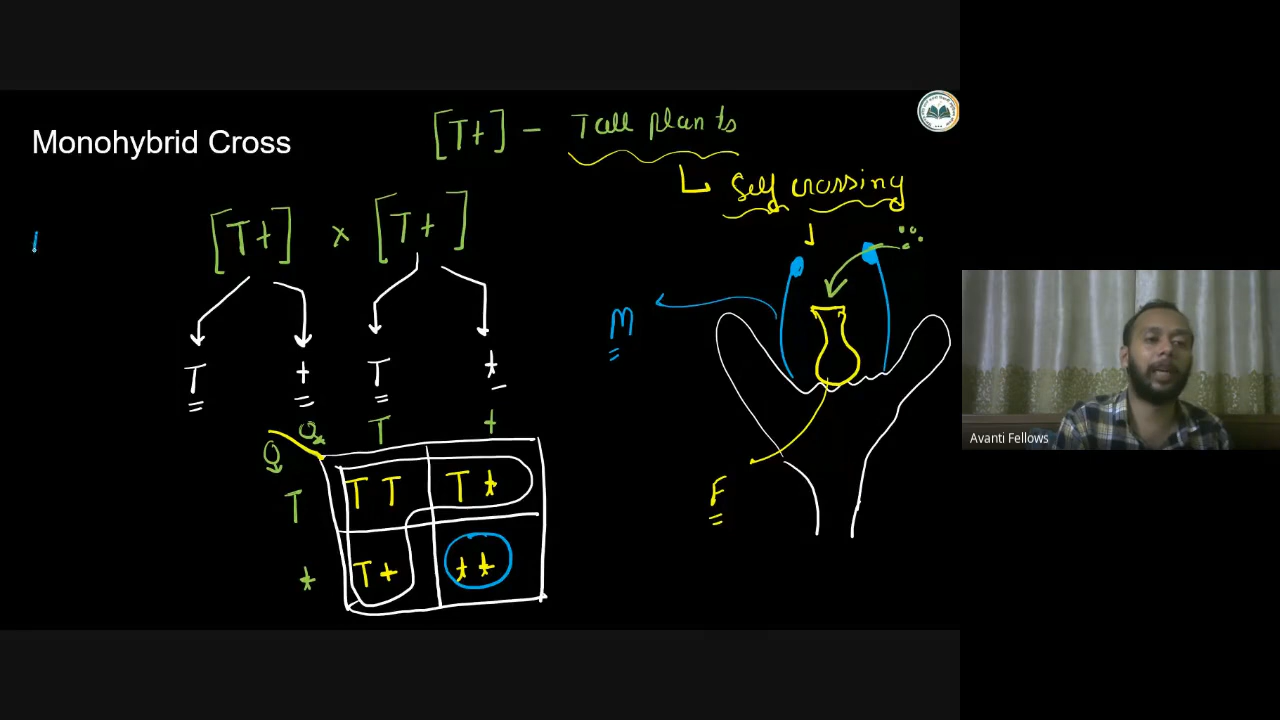 Monohybrid Cross
[Tt] - Tall plants
Self crossing
[Tt] x [Tt]
T t T t
M
T t
T TT Tt
t Tt tt
F
Avanti Fellows